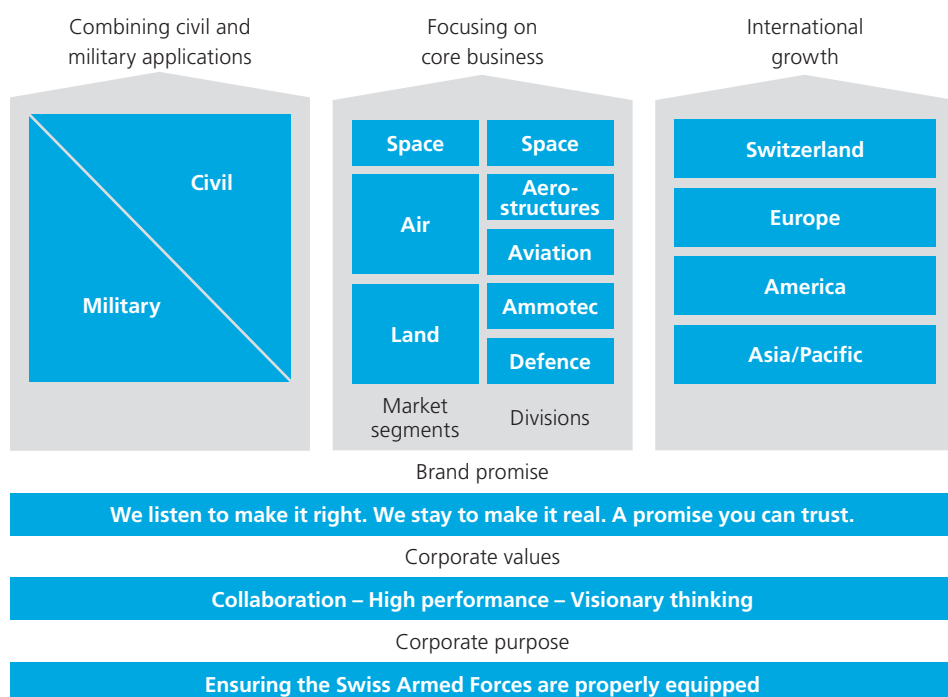 Combining civil and
military applications
Civil
Military
Focusing on
core business
Space
Air
Land
Market
segments
Space
Aero-
structures
Aviation
Ammotec
Defence
Divisions
International
growth
Switzerland
Europe
America
Asia/Pacific
Brand promise
We listen to make it right. We stay to make it real. A promise you can trust.
Corporate values
Collaboration – High performance – Visionary thinking
Corporate purpose
Ensuring the Swiss Armed Forces are properly equipped